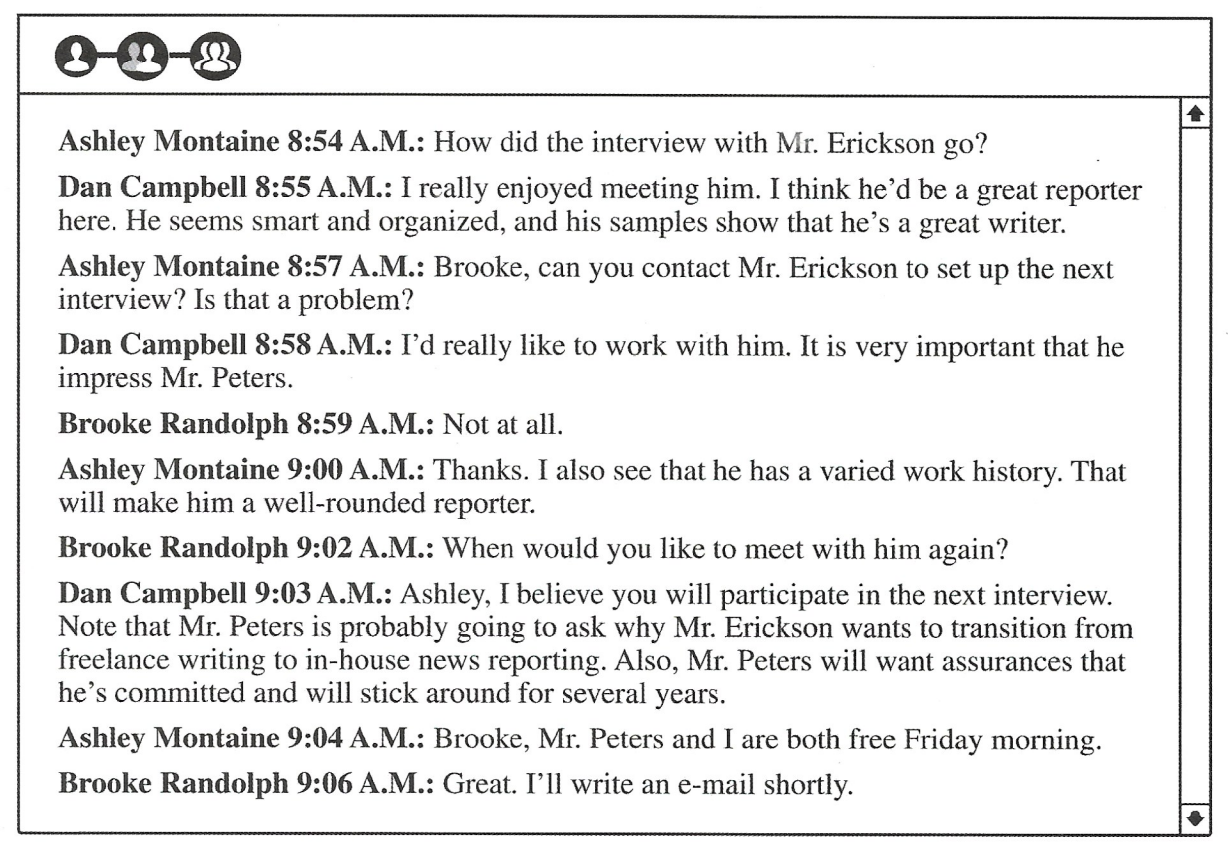 Ashley Montaine 8:54 A.M.: How did the interview with Mr. Erickson go?
Dan Campbell 8:55 A.M.: I really enjoyed meeting him. I think he'd be a great reporter
here. He seems smart and organized, and his samples show that he's a great writer.
Ashley Montaine 8:57 A.M.: Brooke, can you contact Mr. Erickson to set up the next
interview? Is that a problem?
Dan Campbell 8:58 A.M.: I'd really like to work with him. It is very important that he
impress Mr. Peters.
Brooke Randolph 8:59 A.M.: Not at all.
Ashley Montaine 9:00 A.M.: Thanks. I also see that he has a varied work history. That
will make him a well-rounded reporter.
Brooke Randolph 9:02 A.M.: When would you like to meet with him again?
Dan Campbell 9:03 A.M.: Ashley, I believe you will participate in the next interview.
Note that Mr. Peters is probably going to ask why Mr. Erickson wants to transition from
freelance writing to in-house news reporting. Also, Mr. Peters will want assurances that
he's committed and will stick around for several years.
Ashley Montaine 9:04 A.M.: Brooke, Mr. Peters and I are both free Friday morning.
Brooke Randolph 9:06 A.M.: Great. I'll write an e-mail shortly.